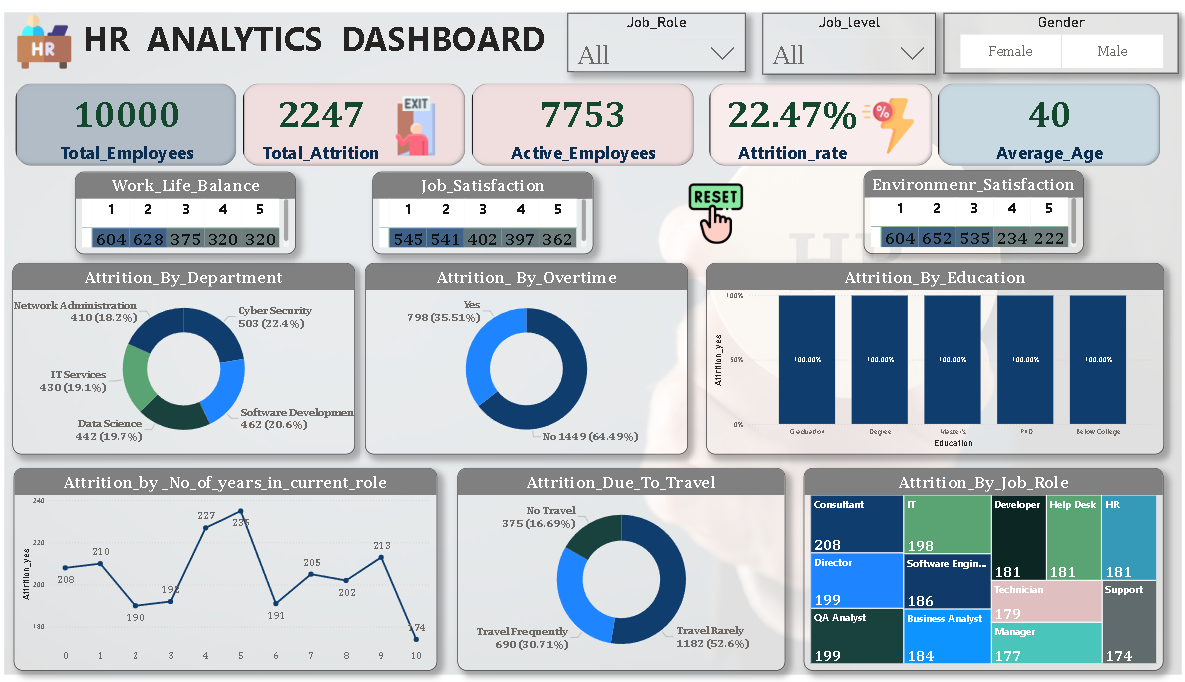 HR
HR ANALYTICS DASHBOARD
Job_Role
All
Job_level
All
Gender
Female
Male
10000
Total_Employees
2247
Total_Attrition
EXIT
7753
Active_Employees
22.47%
Attrition_rate
%
40
Average_Age
Work_Life_Balance
1 2 3 4 5
604 628 375 320 320
Job_Satisfaction
1 2 3 4 5
545 541 402 397 362
RESET
Environmenr_Satisfaction
1 2 3 4 5
604 652 535 234 222
HR
Attrition_By_Department
Network Administration
410 (18.2%)
Cyber Security
503 (22.4%)
IT Services
430 (19.1%)
Software Developmen
462 (20.6%)
Data Science
442 (19.7%)
Attrition_ By_Overtime
Yes
798 (35.51%)
No 1449 (64.49%)
Attrition_By_Education
Attrition_yes
100%
50%
0%
100.00% 100.00% 100.00% 100.00% 100.00%
Graduation Degree Master's PhD Below College
Education
Attrition_by _No_of_years_in_current_role
Attrition_yes
240
220
200
180
208
210
190
192
227
235
191
205
202
213
174
0 1 2 3 4 5 6 7 8 9 10
Attrition_Due_To_Travel
No Travel
375 (16.69%)
Travel Frequently
690 (30.71%)
Travel Rarely
1182 (52.6%)
Attrition_By_Job_Role
Consultant
208
Director
199
QA Analyst
199
IT
198
Software Engin...
186
Business Analyst
184
Developer
181
Help Desk
181
HR
181
Technician
179
Manager
177
Support
174